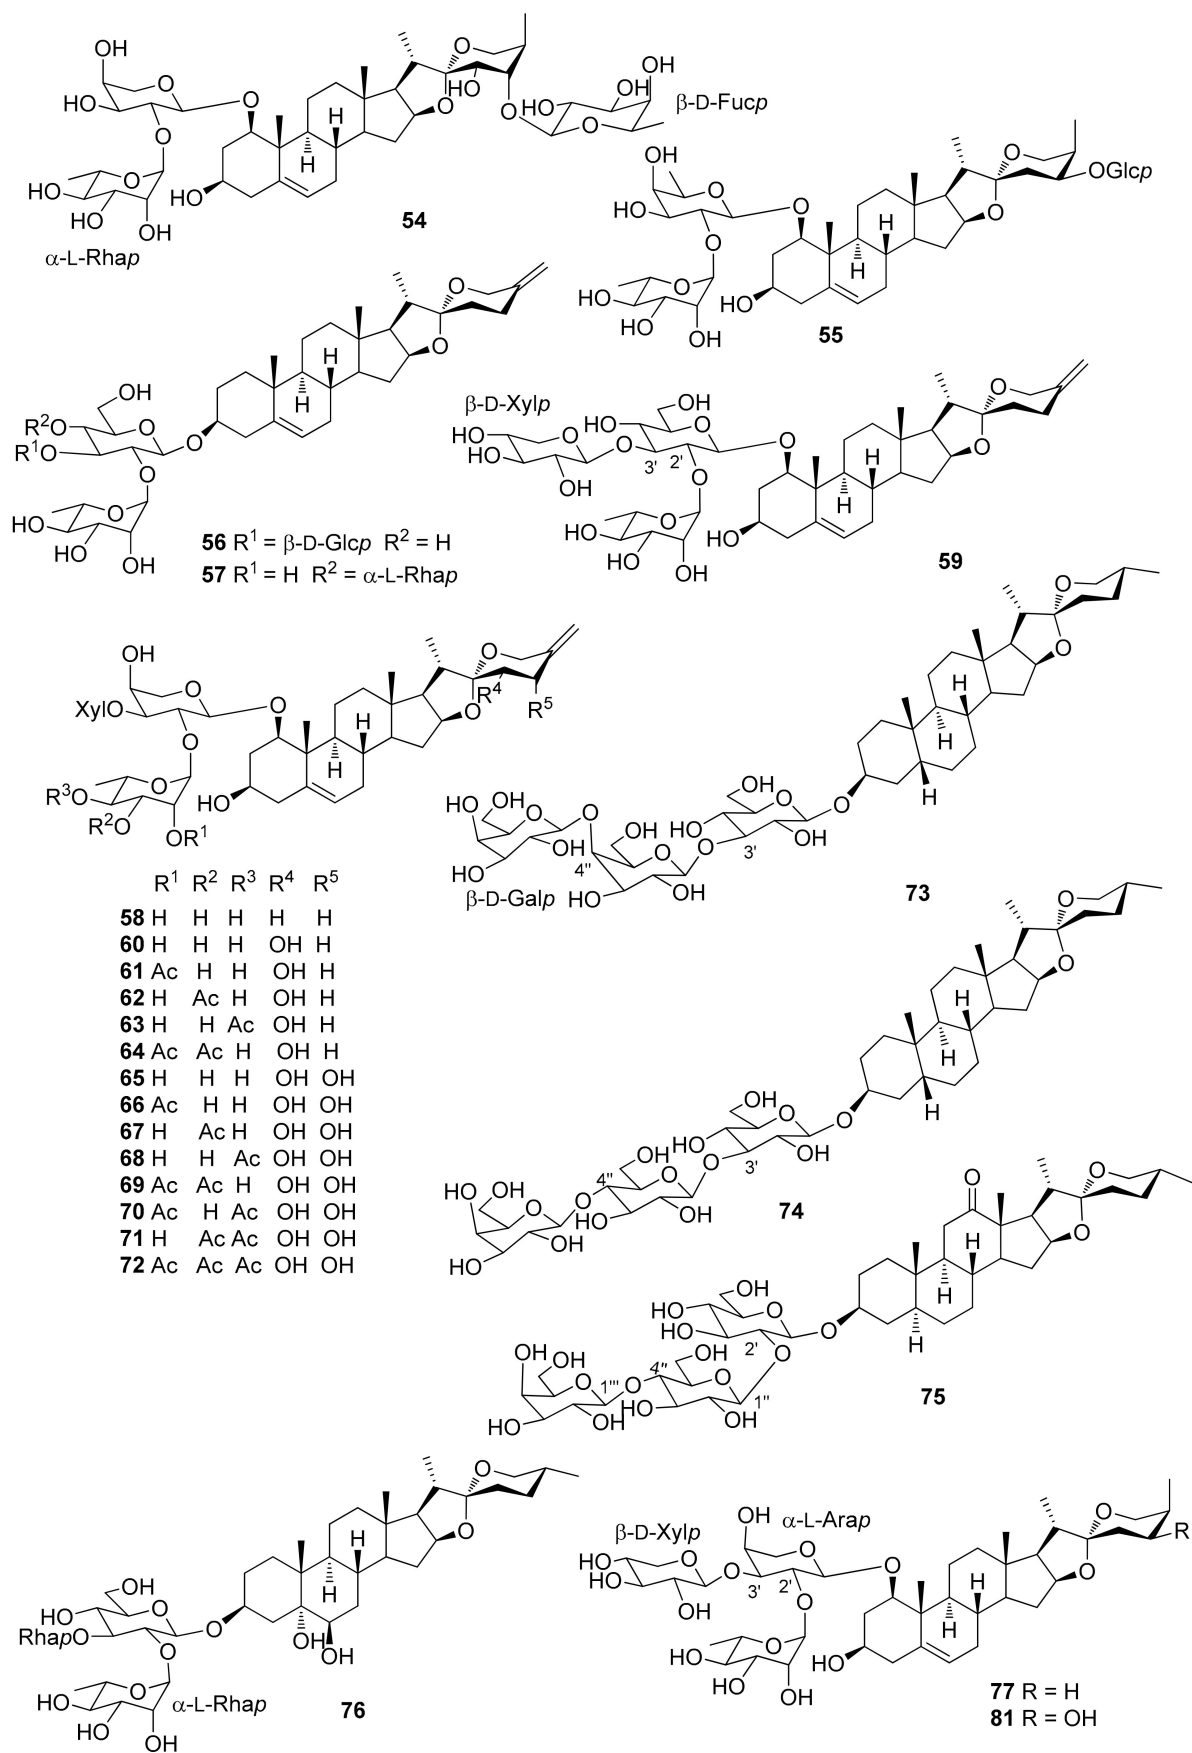 OH
O
O
HO
O
O
O
OH
HO
O
HO
OH
β-D-Fucp
O
H
H
HO
O
HO
HO
OH
α-L-Rhap
54
OH
O
HO
O
O
O
O
OGlcp
H
H
HO
O
HO
HO
OH
55
OH
R²O
R¹O
O
O
O
O
O
H
H
O
HO
HO
OH
56 R¹ = β-D-Glcp R² = H
57 R¹ = H R² = α-L-Rhap
β-D-Xylp
HO
HO
O
OH
O
HO
OH
O
3'
2'
O
O
O
O
H
H
HO
O
HO
HO
OH
59
OH
XylO
O
O
O
O
O
R⁴
R⁵
H
H
HO
O
R³O
R²O
OR¹
R¹ R² R³ R⁴ R⁵
58 H H H H H
60 H H H OH H
61 Ac H H OH H
62 H Ac H OH H
63 H H Ac OH H
64 Ac Ac H OH H
65 H H H OH OH
66 Ac H H OH OH
67 H Ac H OH OH
68 H H Ac OH OH
69 Ac Ac H OH OH
70 Ac H Ac OH OH
71 H Ac Ac OH OH
72 Ac Ac Ac OH OH
O
O
H
H
H
O
OH
O
HO
OH
3'
O
OH
O
OH
4''
HO
OH
O
HO
OH
O
OH
HO
β-D-Galp
73
O
O
H
H
H
O
OH
O
HO
OH
3'
O
OH
O
4''
HO
OH
O
HO
OH
O
OH
HO
74
O
O
O
H
H
H
O
OH
O
HO
HO
2'
O
OH
O
4''
1''
HO
OH
O
1'''
OH
OH
O
HO
OH
75
O
O
H
H
OH
OH
O
OH
O
HO
RhapO
O
O
HO
HO
OH
α-L-Rhap
76
β-D-Xylp
α-L-Arap
HO
HO
O
OH
O
OH
O
3'
2'
O
O
O
O
R
H
H
HO
O
HO
HO
OH
77 R = H
81 R = OH